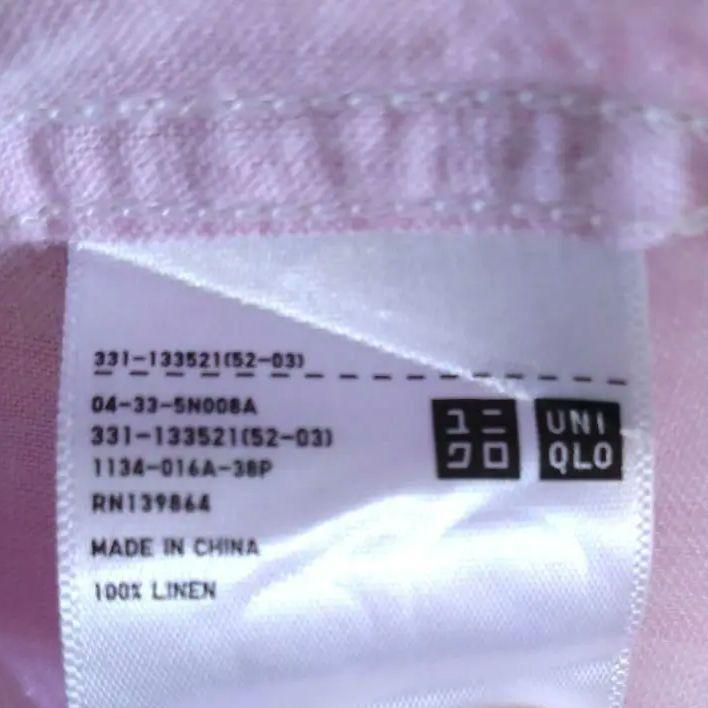 331-133521(52-03)
04-33-5N008A
331-133521(52-03)
1134-016A-38P
RN139864
MADE IN CHINA
100% LINEN
ユニ
クロ
UNI
QLO